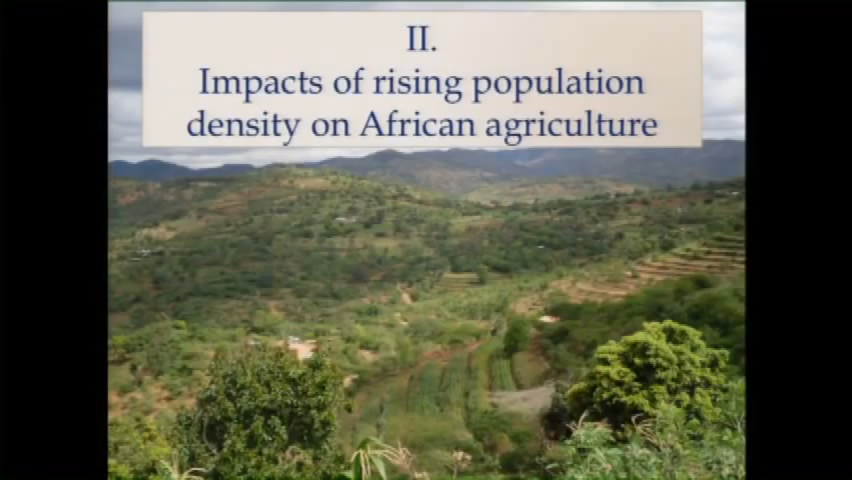 II.
Impacts of rising population
density on African agriculture